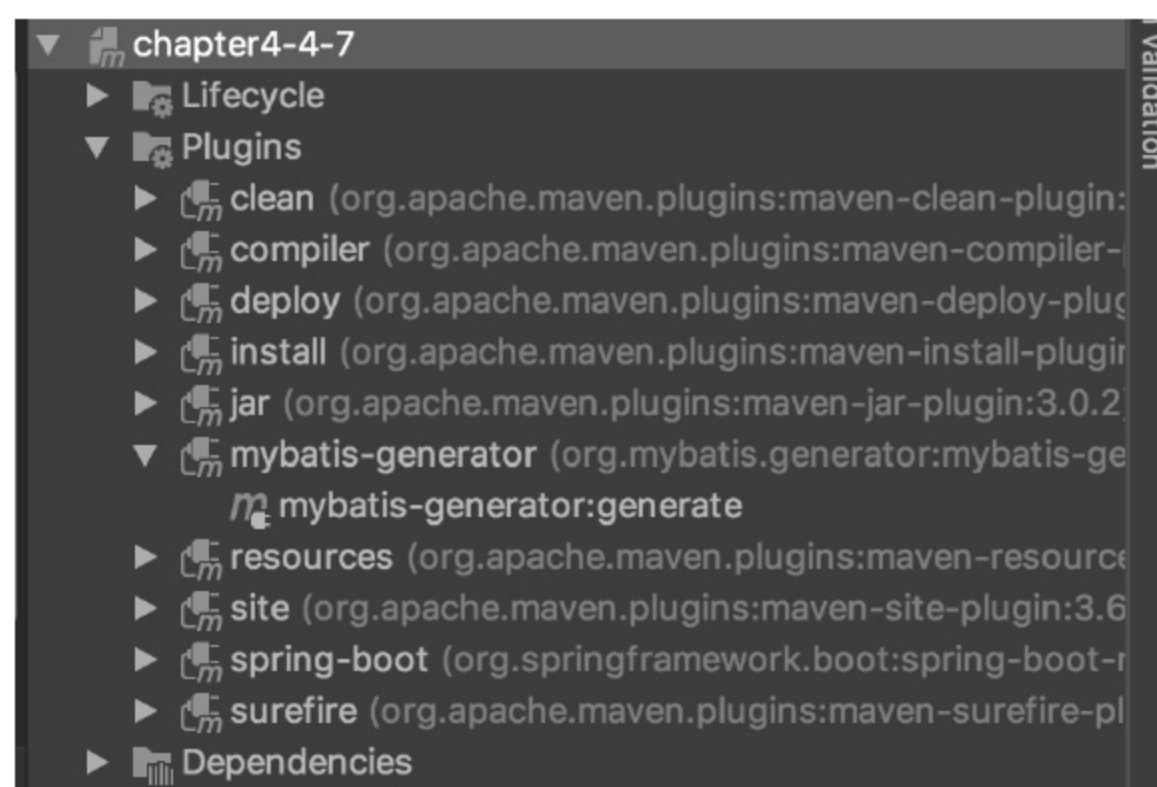 chapter4-4-7
Lifecycle
Plugins
clean (org.apache.maven.plugins:maven-clean-plugin:
compiler (org.apache.maven.plugins:maven-compiler-
deploy (org.apache.maven.plugins:maven-deploy-plug
install (org.apache.maven.plugins:maven-install-plugin
jar (org.apache.maven.plugins:maven-jar-plugin:3.0.2)
mybatis-generator (org.mybatis.generator:mybatis-ge
mybatis-generator:generate
resources (org.apache.maven.plugins:maven-resource
site (org.apache.maven.plugins:maven-site-plugin:3.6
spring-boot (org.springframework.boot:spring-boot-
surefire (org.apache.maven.plugins:maven-surefire-pl
Dependencies
Validation